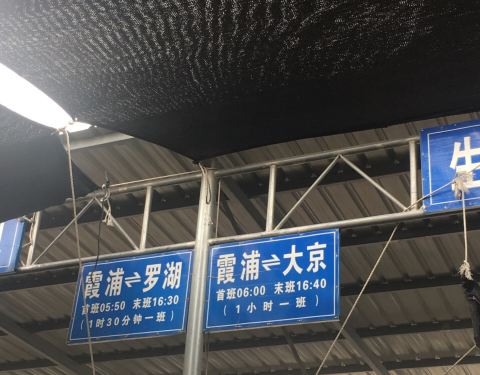 霞浦⇌罗湖
首班05:50 末班16:30
(1时30分钟一班)
霞浦⇌大京
首班06:00 末班16:40
(1小时一班)
生